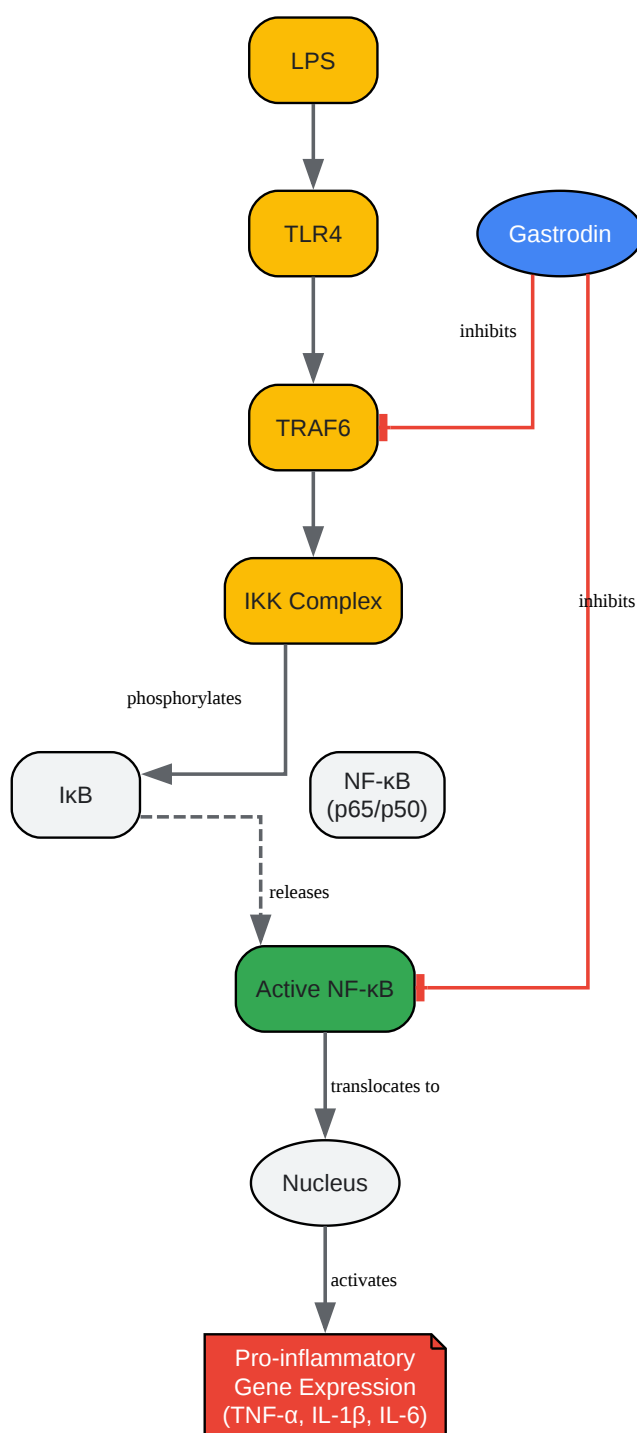 LPS
TLR4
Gastrodin
inhibits
TRAF6
IKK Complex
inhibits
phosphorylates
IκB
NF-κB
(p65/p50)
releases
Active NF-κB
translocates to
Nucleus
activates
Pro-inflammatory
Gene Expression
(TNF-α, IL-1β, IL-6)